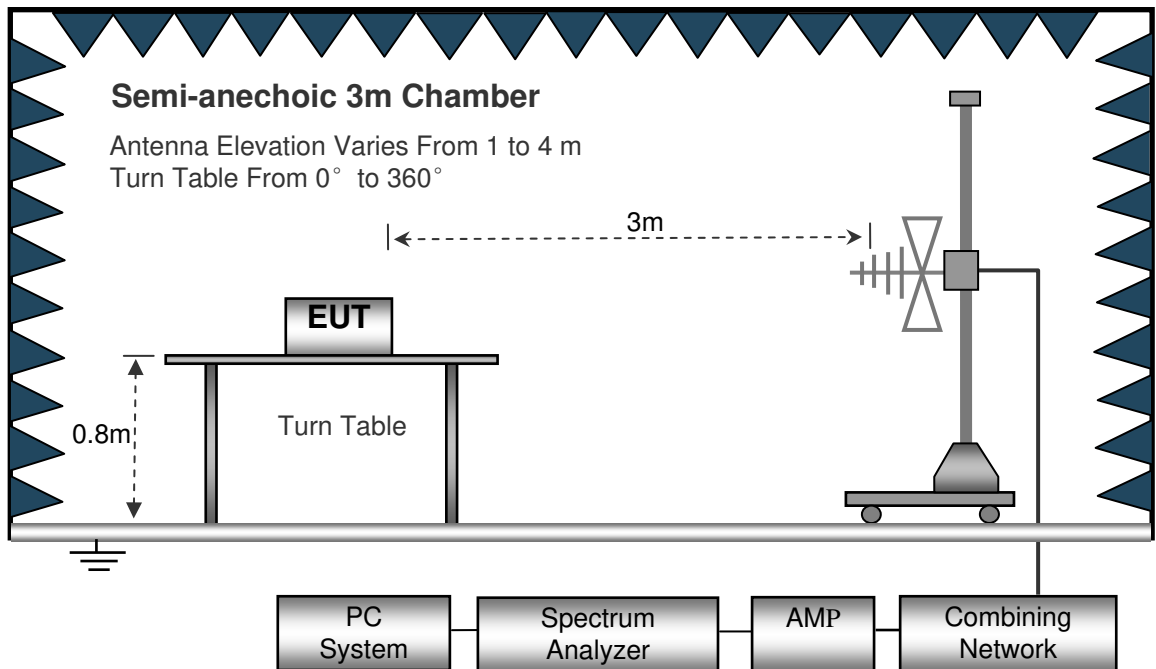 Semi-anechoic 3m Chamber
Antenna Elevation Varies From 1 to 4 m
Turn Table From 0° to 360°
3m
EUT
Turn Table
0.8m
PC
System
Spectrum
Analyzer
AMP
Combining
Network